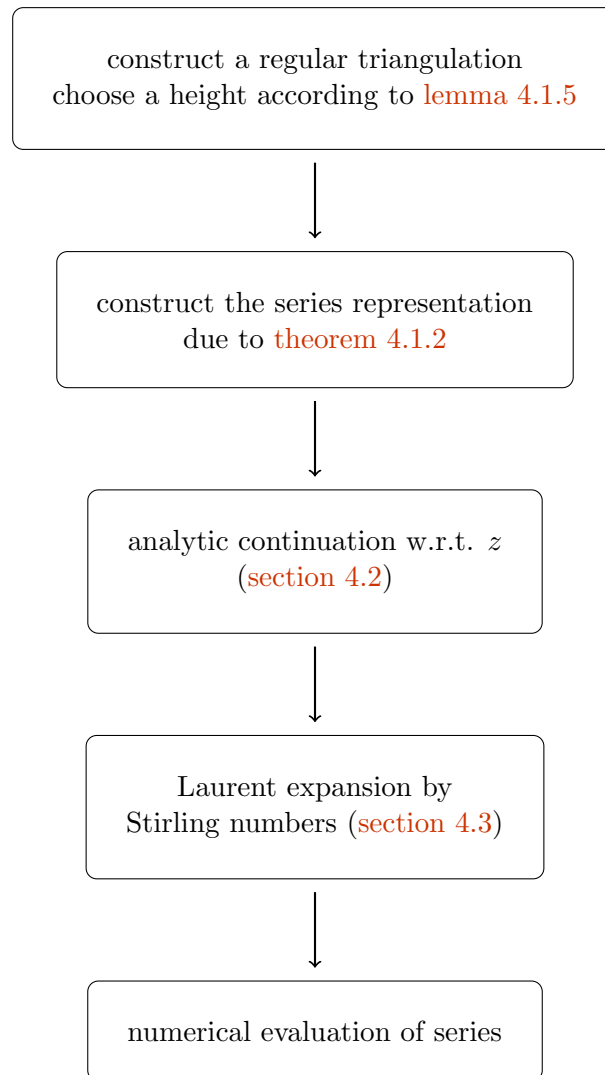 construct a regular triangulation
choose a height according to lemma 4.1.5
construct the series representation
due to theorem 4.1.2
analytic continuation w.r.t. z
(section 4.2)
Laurent expansion by
Stirling numbers (section 4.3)
numerical evaluation of series